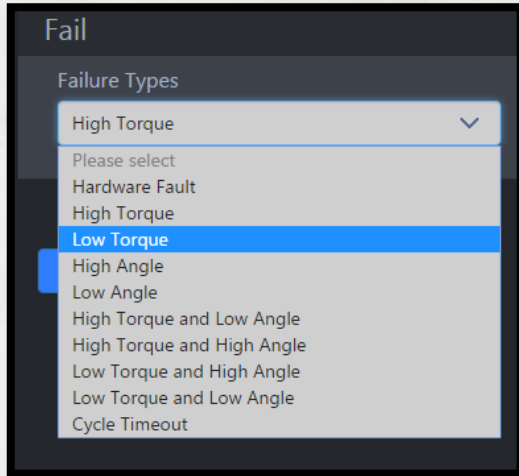 Fail
Failure Types
High Torque
Please select
Hardware Fault
High Torque
Low Torque
High Angle
Low Angle
High Torque and Low Angle
High Torque and High Angle
Low Torque and High Angle
Low Torque and Low Angle
Cycle Timeout